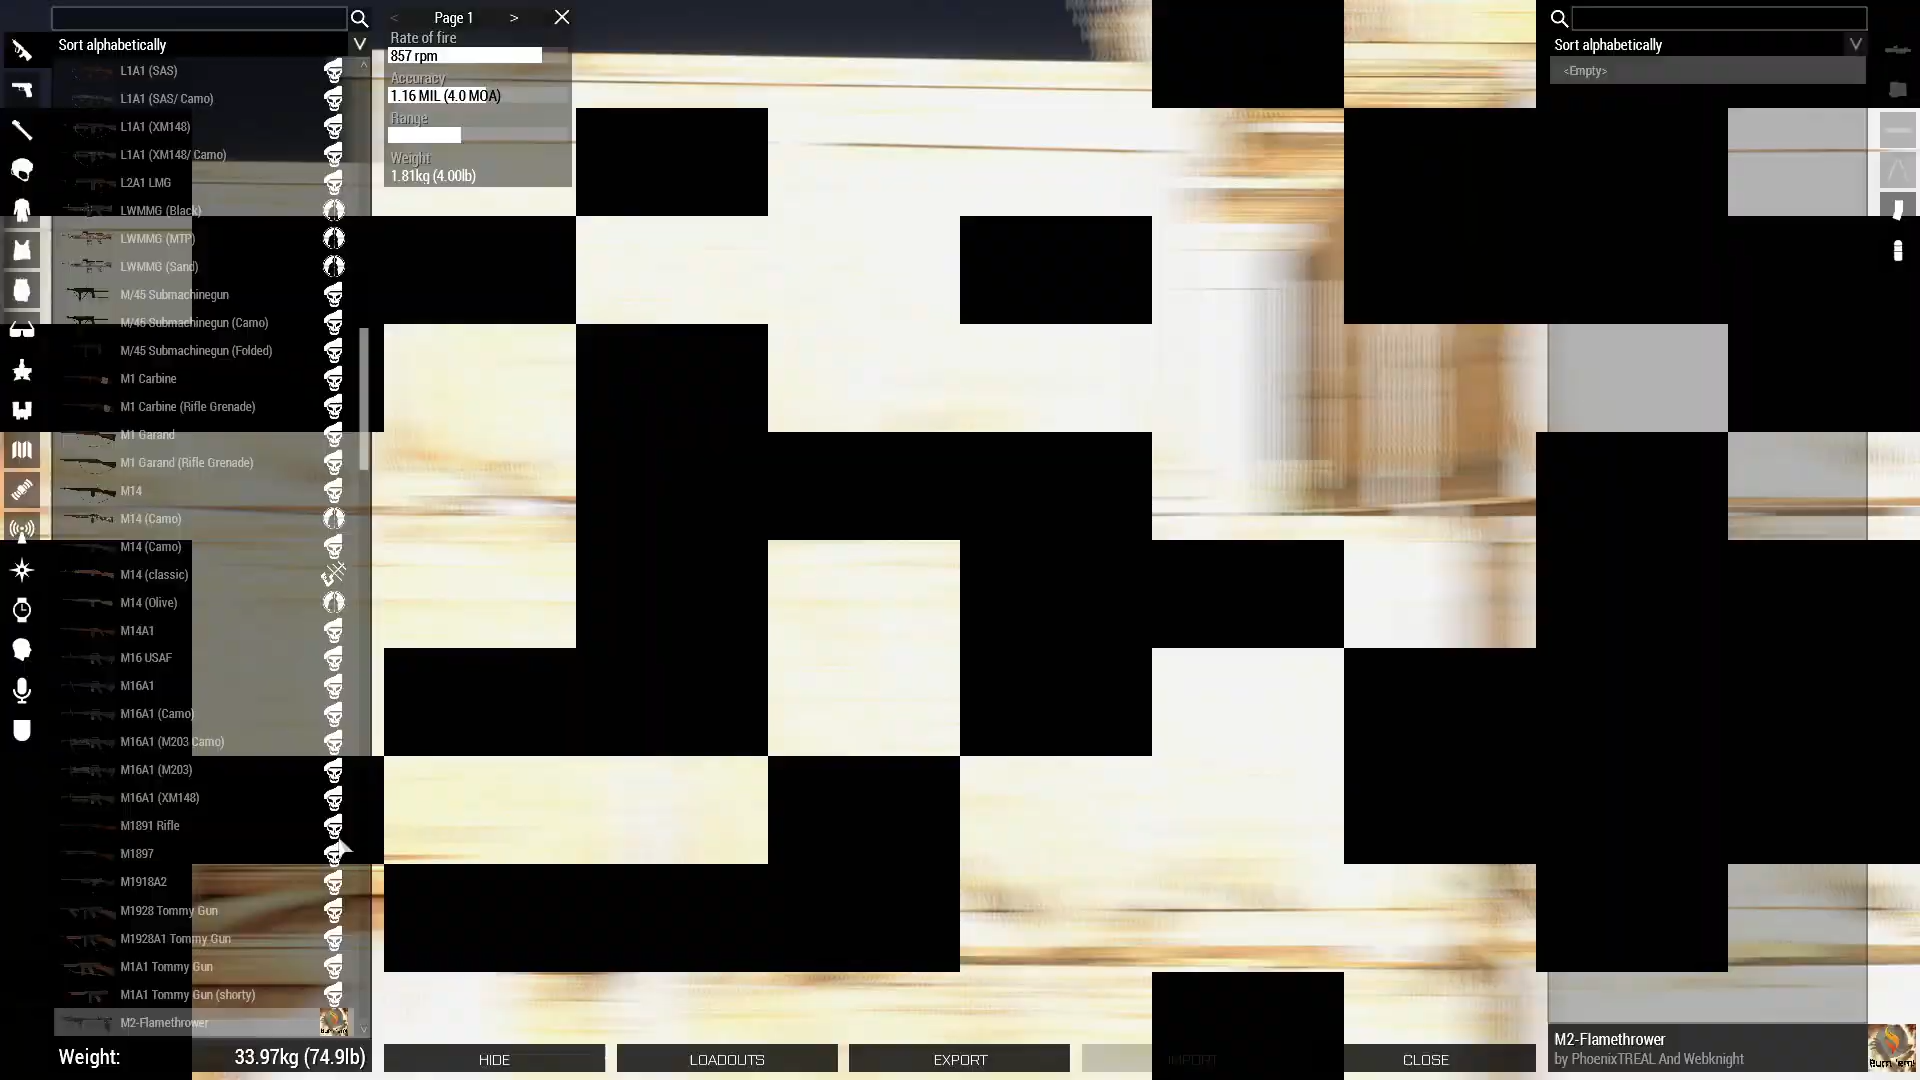 Sort alphabetically
L1A1 (SAS)
L1A1 (SAS/ Camo)
L1A1 (XM148)
L1A1 (XM148/ Camo)
L2A1 LMG
LWMMG (Black)
LWMMG (MTP)
LWMMG (Sand)
M/45 Submachinegun
M/45 Submachinegun (Camo)
M/45 Submachinegun (Folded)
M1 Carbine
M1 Carbine (Rifle Grenade)
M1 Garand
M1 Garand (Rifle Grenade)
M14
M14 (Camo)
M14 (Camo)
M14 (classic)
M14 (Olive)
M14A1
M16 USAF
M16A1
M16A1 (Camo)
M16A1 (M203 Camo)
M16A1 (M203)
M16A1 (XM148)
M1891 Rifle
M1897
M1918A2
M1928 Tommy Gun
M1928A1 Tommy Gun
M1A1 Tommy Gun
M1A1 Tommy Gun (shorty)
M2-Flamethrower
Weight: 33.97kg (74.9lb)
< Page 1 >
Rate of fire
857 rpm
Accuracy
1.16 MIL (4.0 MOA)
Range
Weight
1.81kg (4.00lb)
HIDE
LOADOUTS
EXPORT
IMPORT
CLOSE
Sort alphabetically
<Empty>
M2-Flamethrower
by PhoenixTREAL And Webknight
Burn 'em!